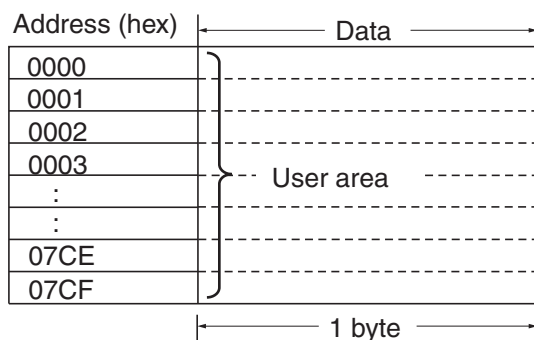 Address (hex) Data
0000
0001
0002
0003
User area
:
:
07CE
07CF
1 byte